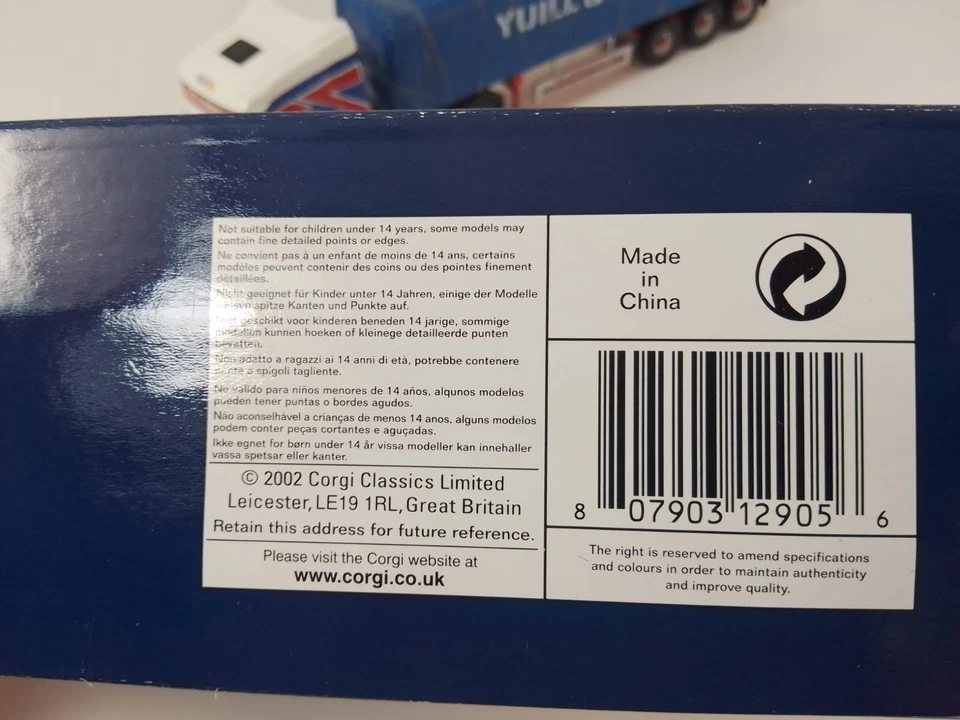 YUILL &
Not suitable for children under 14 years, some models may
contain fine detailed points or edges.
Ne convient pas à un enfant de moins de 14 ans, certains
modèles peuvent contenir des coins ou des pointes finement
détaillées.
Nicht geeignet für Kinder unter 14 Jahren, einige der Modelle
spitze Kanten und Punkte auf.
geschikt voor kinderen beneden 14 jarige, sommige
modellen kunnen hoeken of kleinege detailleerde punten
bevatten.
Non adatto a ragazzi ai 14 anni di età, potrebbe contenere
punte o spigoli tagliente.
No valido para niños menores de 14 años, algunos modelos
pueden tener puntas o bordes agudos.
Não aconselhável a crianças de menos 14 anos, alguns modelos
podem conter peças cortantes e aguçadas.
Ikke egnet for børn under 14 år vissa modeller kan innehaller
vassa spetsar eller kanter.
© 2002 Corgi Classics Limited
Leicester, LE19 1RL, Great Britain
Retain this address for future reference.
Please visit the Corgi website at
www.corgi.co.uk
Made
in
China
8 07903 12905 6
The right is reserved to amend specifications
and colours in order to maintain authenticity
and improve quality.